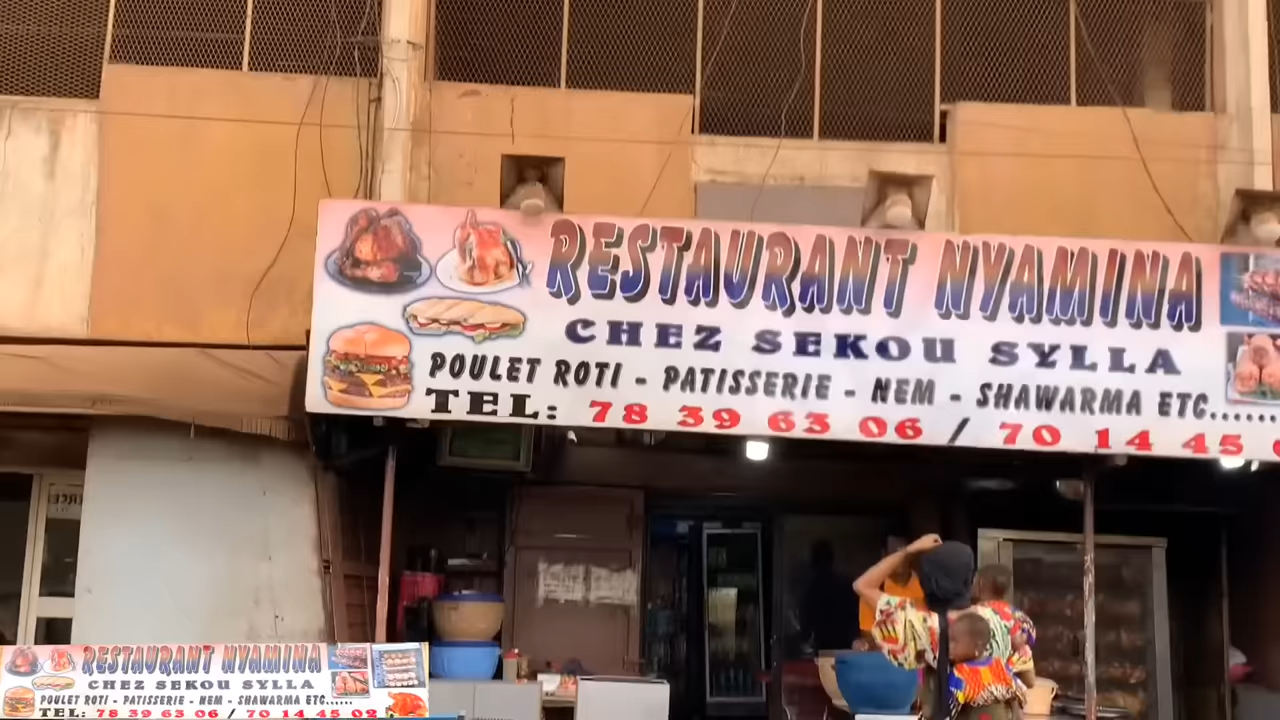 RESTAURANT NYAMINA
CHEZ SEKOU SYLLA
POULET ROTI - PATISSERIE - NEM - SHAWARMA ETC......
TEL: 78 39 63 06 / 70 14 45
RESTAURANT NYAMINA
CHEZ SEKOU SYLLA
POULET ROTI - PATISSERIE - NEM - SHAWARMA ETC......
TEL: 78 39 63 06 / 70 14 45 02